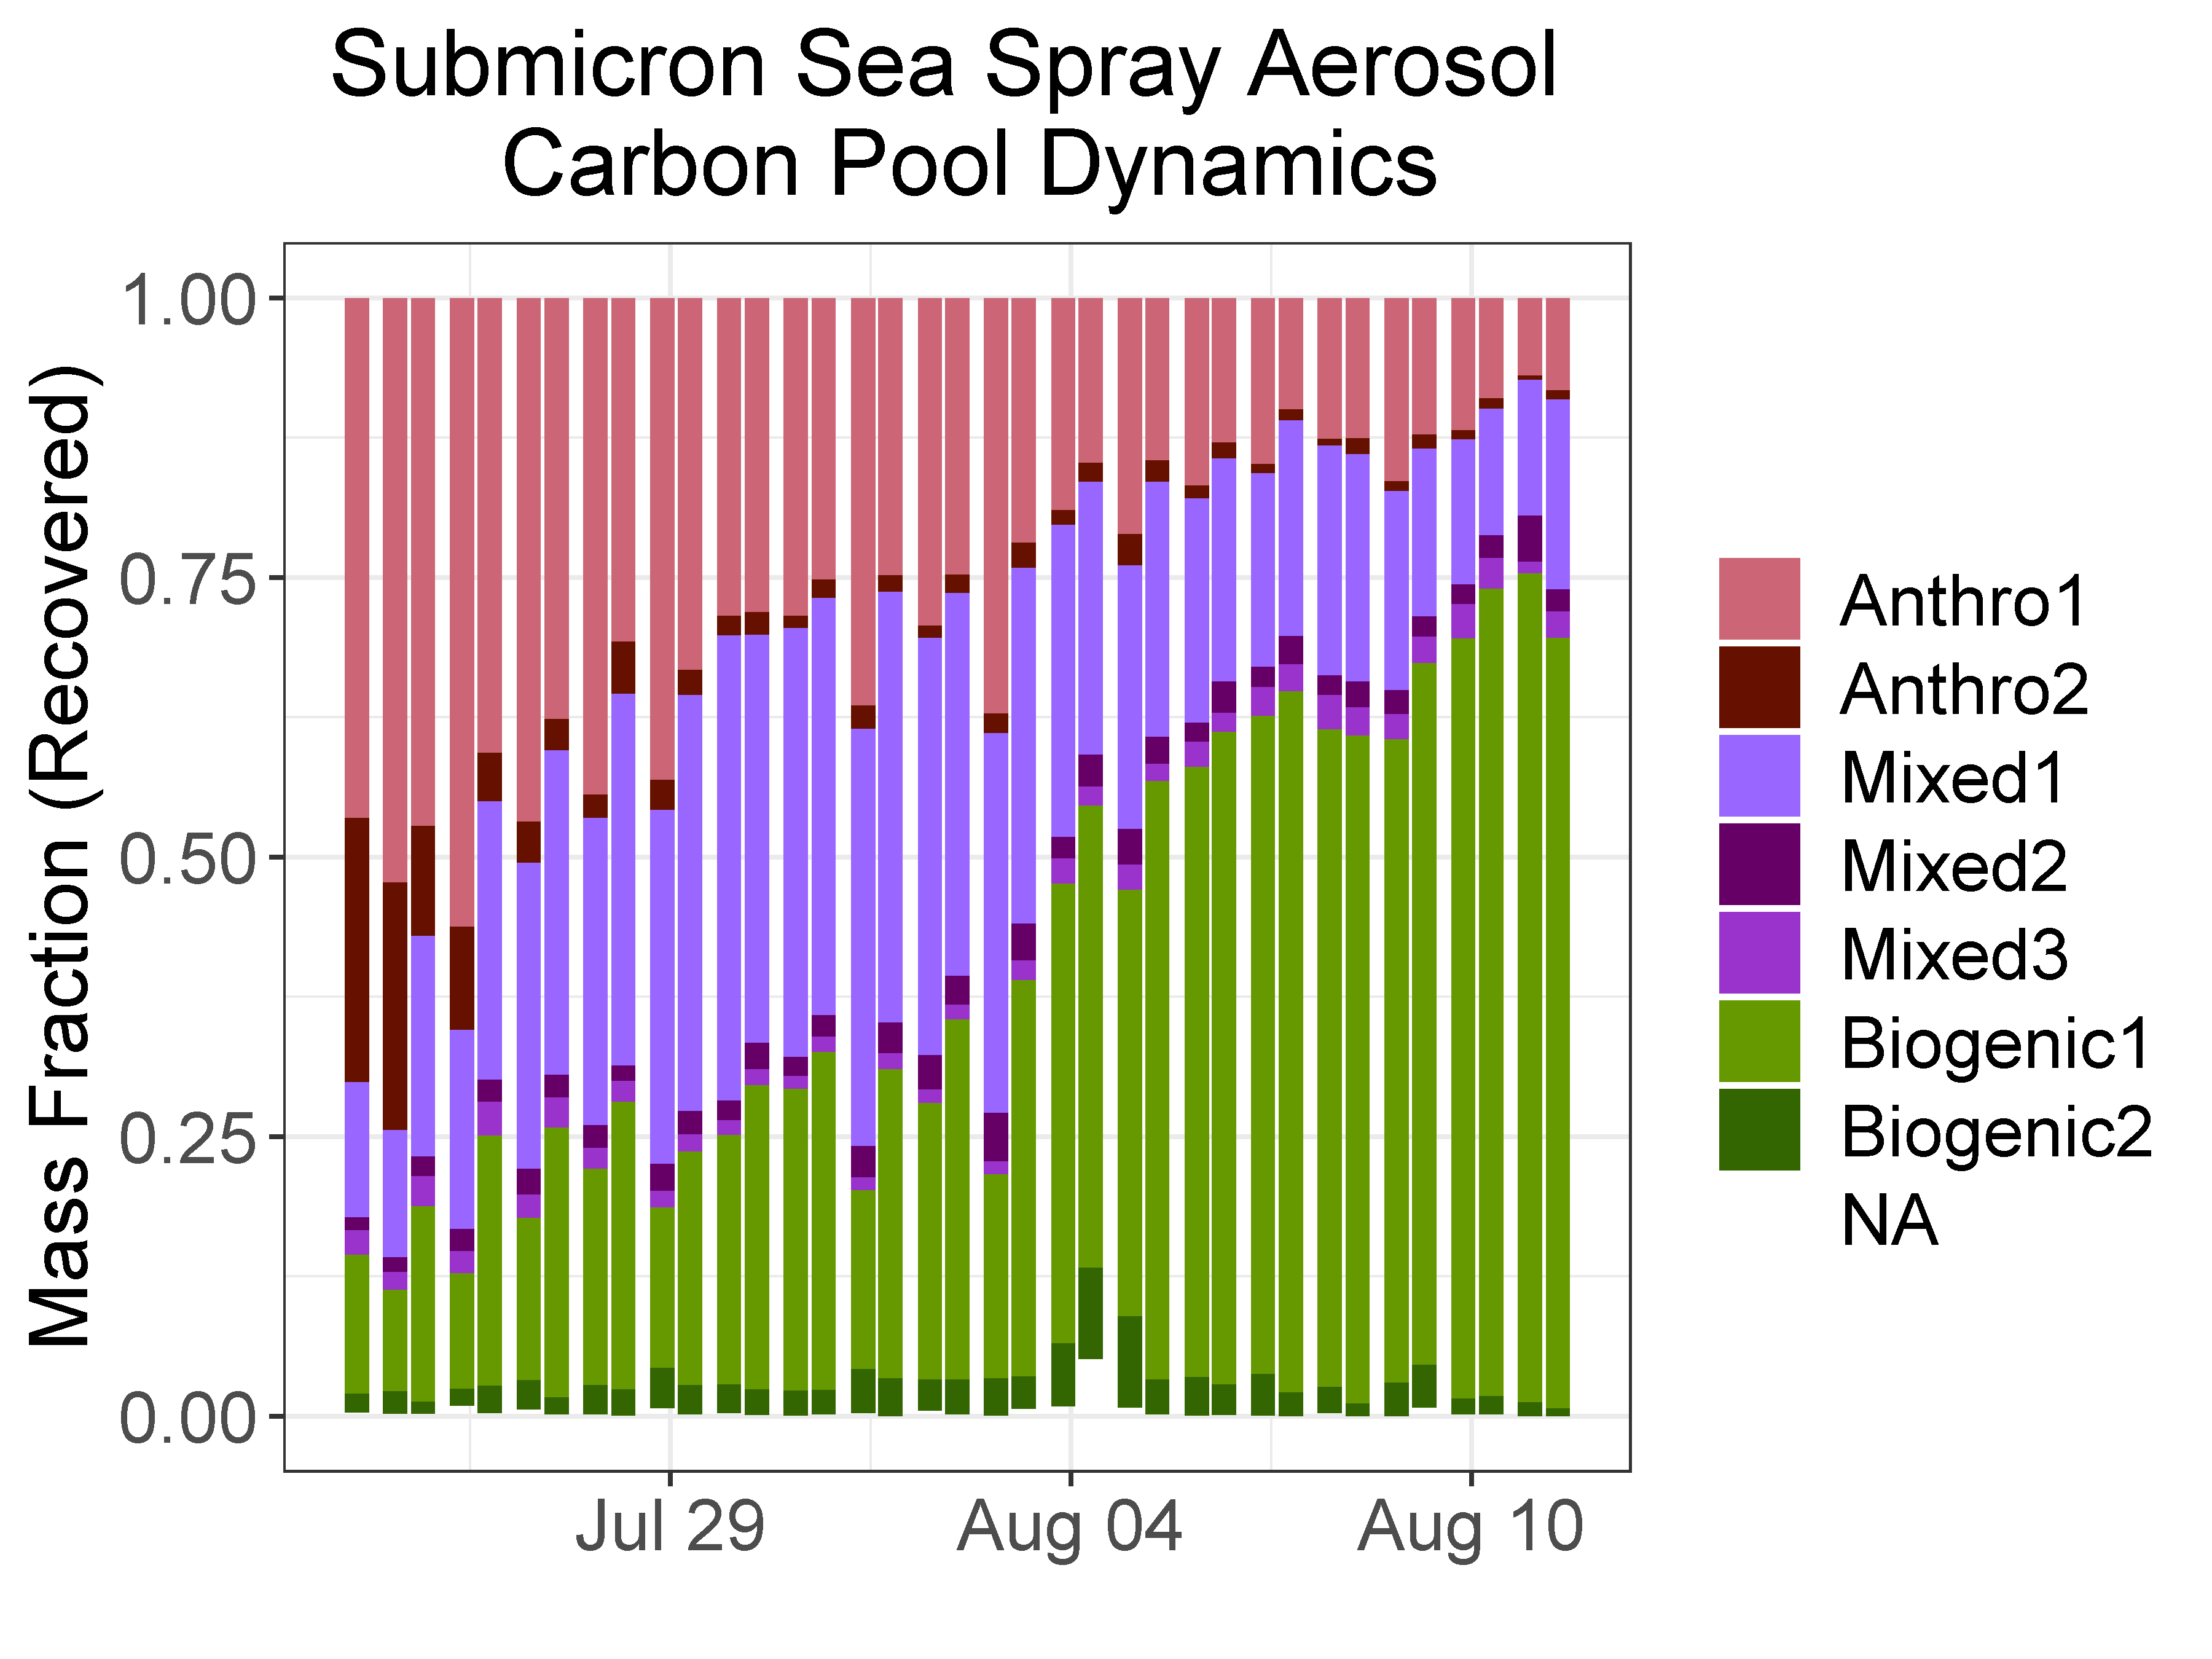 Submicron Sea Spray Aerosol
Carbon Pool Dynamics
Mass Fraction (Recovered)
1.00
0.75
0.50
0.25
0.00
Jul 29
Aug 04
Aug 10
Anthro1
Anthro2
Mixed1
Mixed2
Mixed3
Biogenic1
Biogenic2
NA